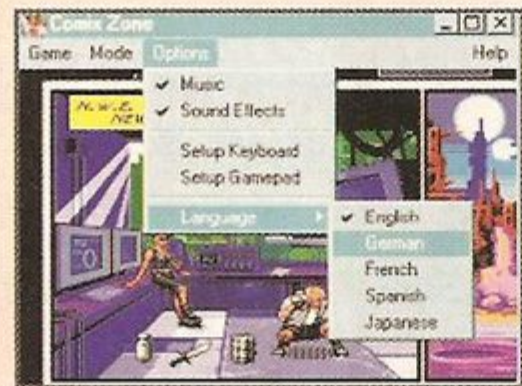 Comix Zone
Game Mode Options Help
Music
Sound Effects
Setup Keyboard
Setup Gamepad
Language
English
German
French
Spanish
Japanese
N.W.E.
NEW